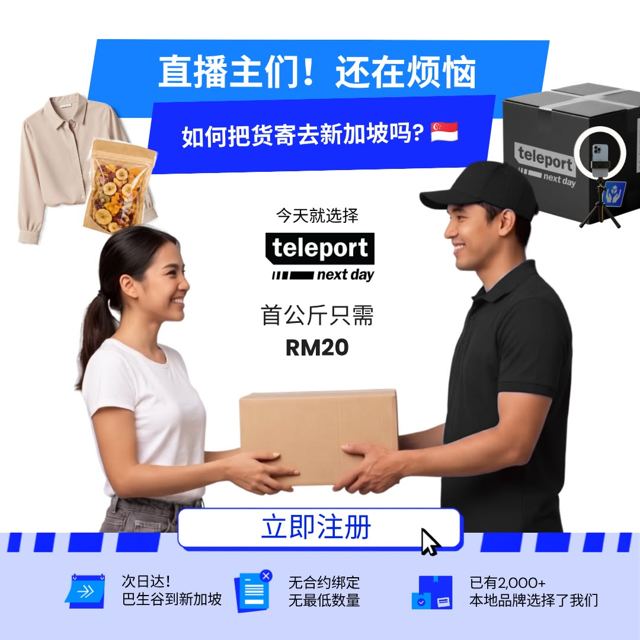 直播主们！还在烦恼
如何把货寄去新加坡吗?
teleport
next day
今天就选择
teleport
next day
首公斤只需
RM20
立即注册
次日达！
巴生谷到新加坡
无合约绑定
无最低数量
已有2,000+
本地品牌选择了我们